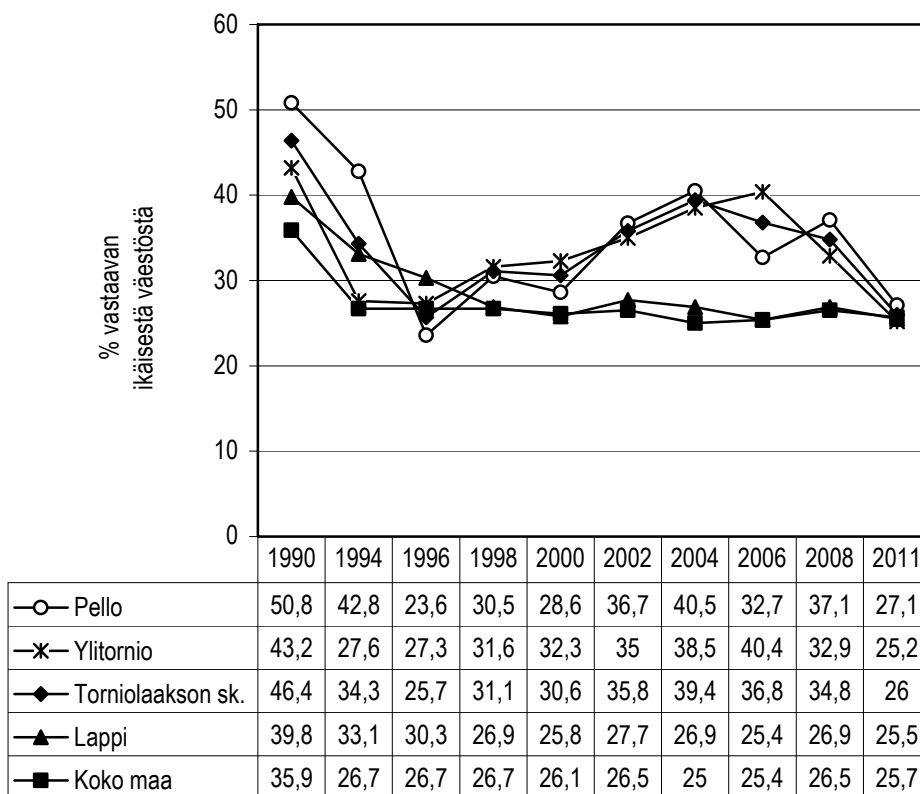 60
50
40
30
20
10
0
% vastaavan
ikäisestä väestöstä
1990 1994 1996 1998 2000 2002 2004 2006 2008 2011
Pello 50,8 42,8 23,6 30,5 28,6 36,7 40,5 32,7 37,1 27,1
Ylitornio 43,2 27,6 27,3 31,6 32,3 35 38,5 40,4 32,9 25,2
Torniolaakson sk. 46,4 34,3 25,7 31,1 30,6 35,8 39,4 36,8 34,8 26
Lappi 39,8 33,1 30,3 26,9 25,8 27,7 26,9 25,4 26,9 25,5
Koko maa 35,9 26,7 26,7 26,7 26,1 26,5 25 25,4 26,5 25,7